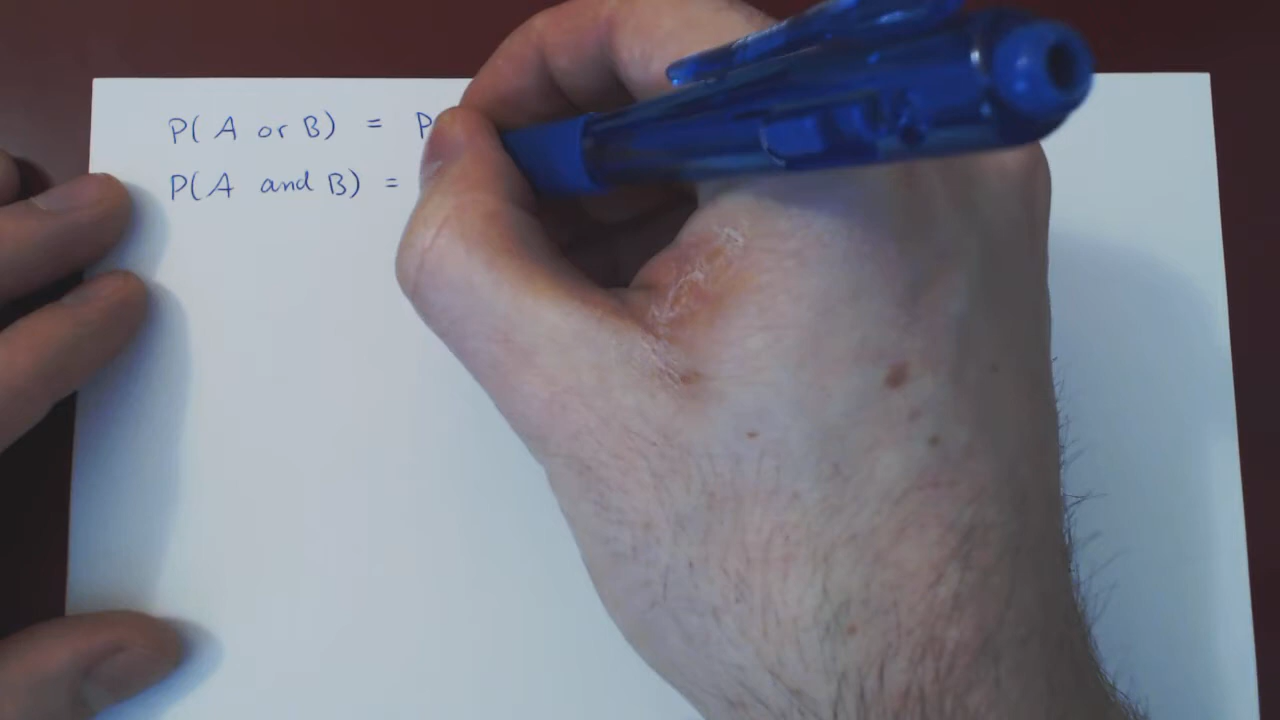 P( A or B) = P
P(A and B) =